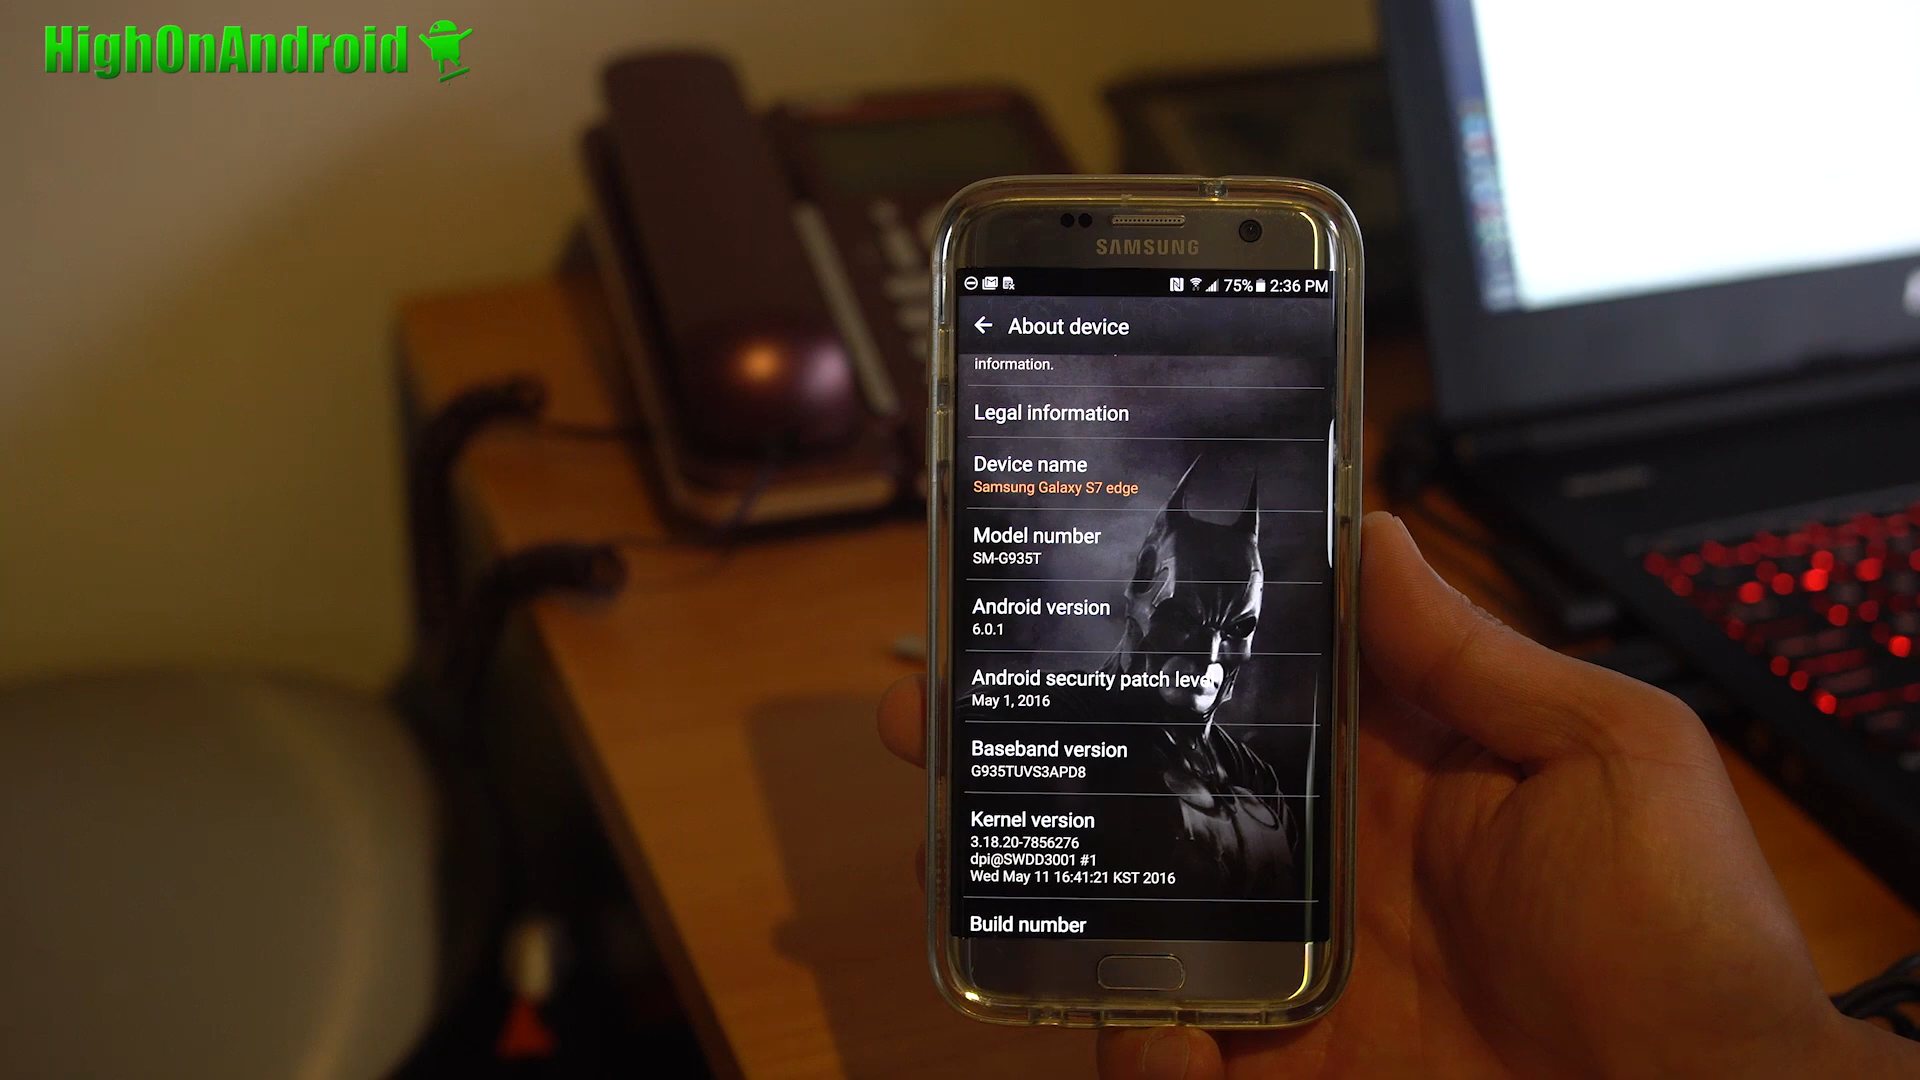 HighOnAndroid
SAMSUNG
75% 2:36 PM
About device
information.
Legal information
Device name
Samsung Galaxy S7 edge
Model number
SM-G935T
Android version
6.0.1
Android security patch level
May 1, 2016
Baseband version
G935TUVS3APD8
Kernel version
3.18.20-7856276
dpi@SWDD3001 #1
Wed May 11 16:41:21 KST 2016
Build number